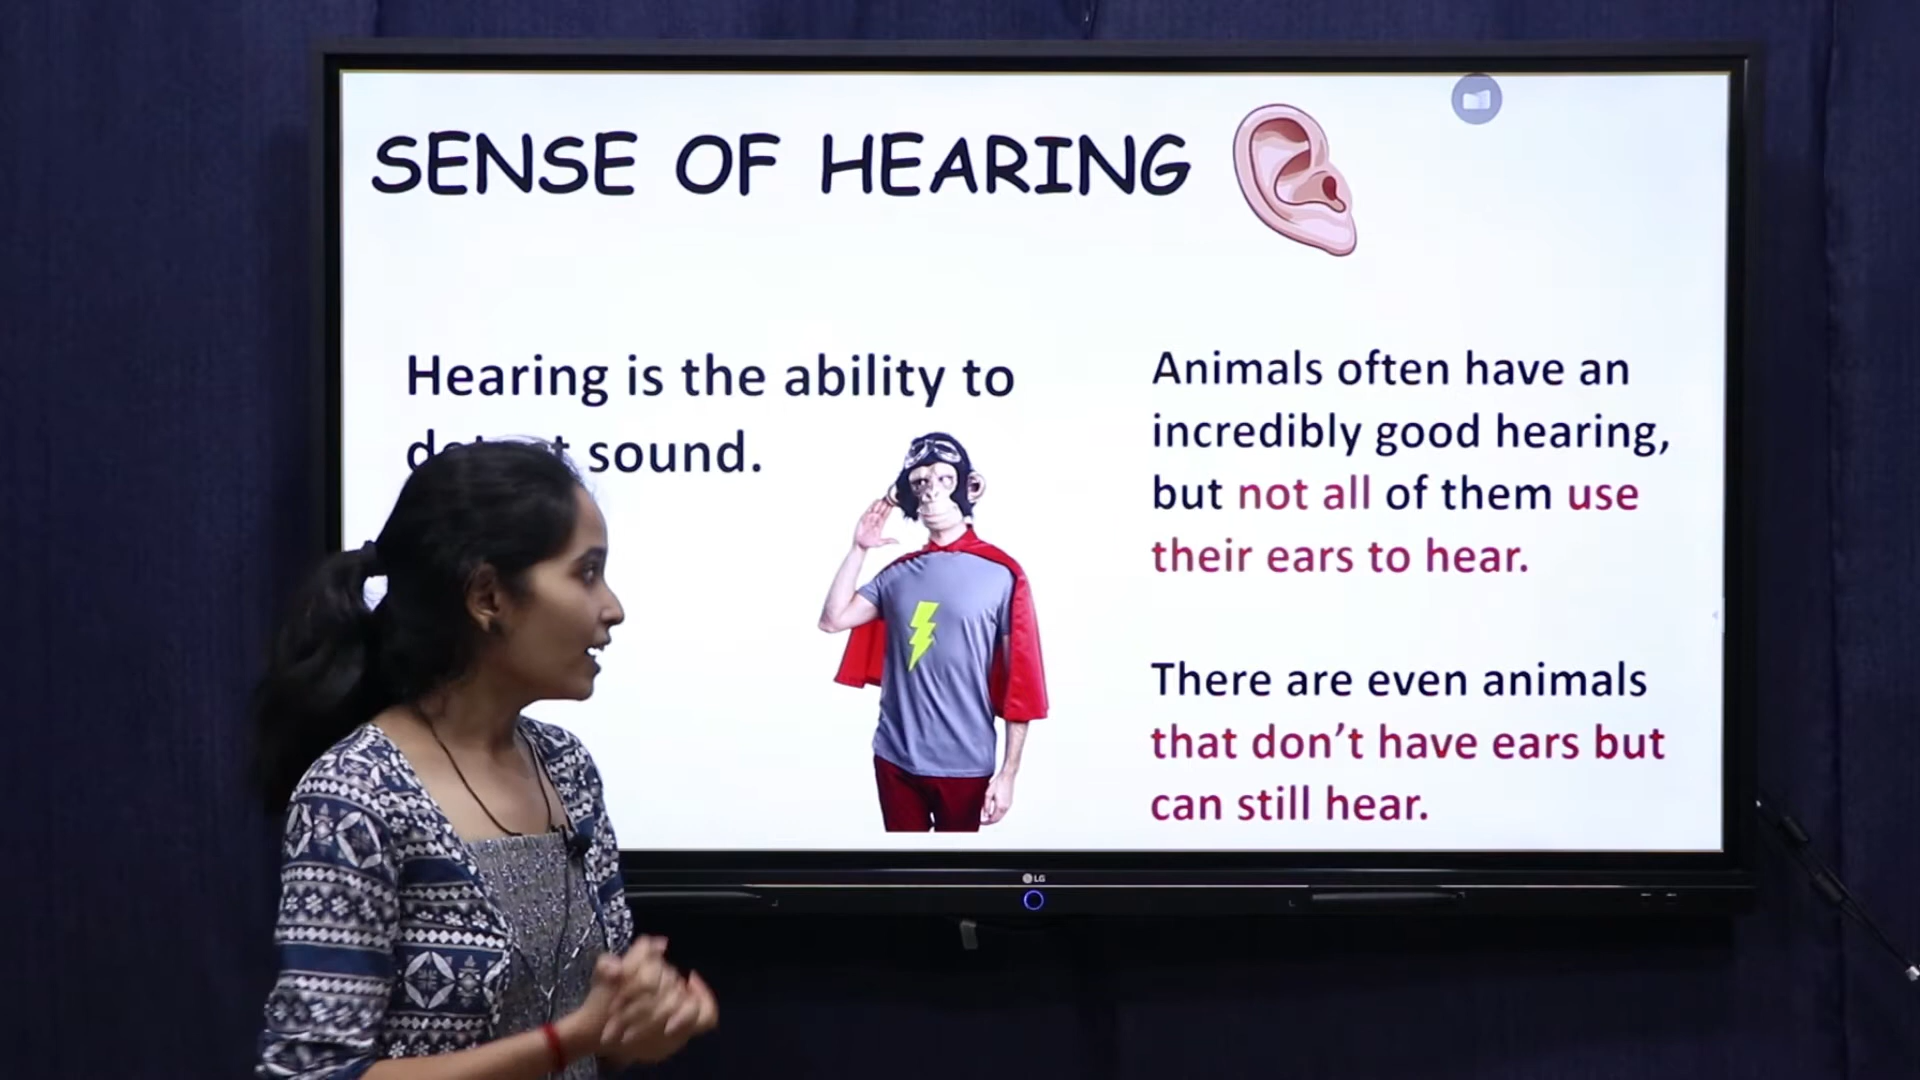 SENSE OF HEARING
Hearing is the ability to
sound.
Animals often have an
incredibly good hearing,
but not all of them use
their ears to hear.
There are even animals
that don't have ears but
can still hear.
LG